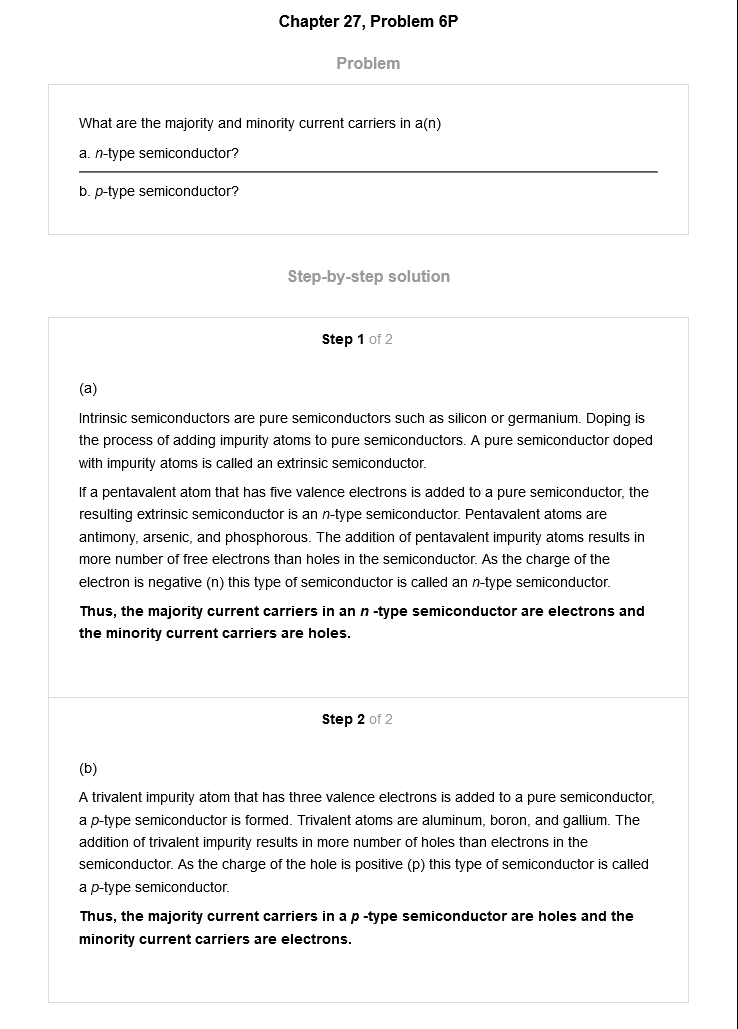 Chapter 27, Problem 6P
Problem
What are the majority and minority current carriers in a(n)
a. n-type semiconductor?
b. p-type semiconductor?
Step-by-step solution
Step 1 of 2
(a)
Intrinsic semiconductors are pure semiconductors such as silicon or germanium. Doping is
the process of adding impurity atoms to pure semiconductors. A pure semiconductor doped
with impurity atoms is called an extrinsic semiconductor.
If a pentavalent atom that has five valence electrons is added to a pure semiconductor, the
resulting extrinsic semiconductor is an n-type semiconductor. Pentavalent atoms are
antimony, arsenic, and phosphorous. The addition of pentavalent impurity atoms results in
more number of free electrons than holes in the semiconductor. As the charge of the
electron is negative (n) this type of semiconductor is called an n-type semiconductor.
Thus, the majority current carriers in an n -type semiconductor are electrons and
the minority current carriers are holes.
Step 2 of 2
(b)
A trivalent impurity atom that has three valence electrons is added to a pure semiconductor,
a p-type semiconductor is formed. Trivalent atoms are aluminum, boron, and gallium. The
addition of trivalent impurity results in more number of holes than electrons in the
semiconductor. As the charge of the hole is positive (p) this type of semiconductor is called
a p-type semiconductor.
Thus, the majority current carriers in a p -type semiconductor are holes and the
minority current carriers are electrons.